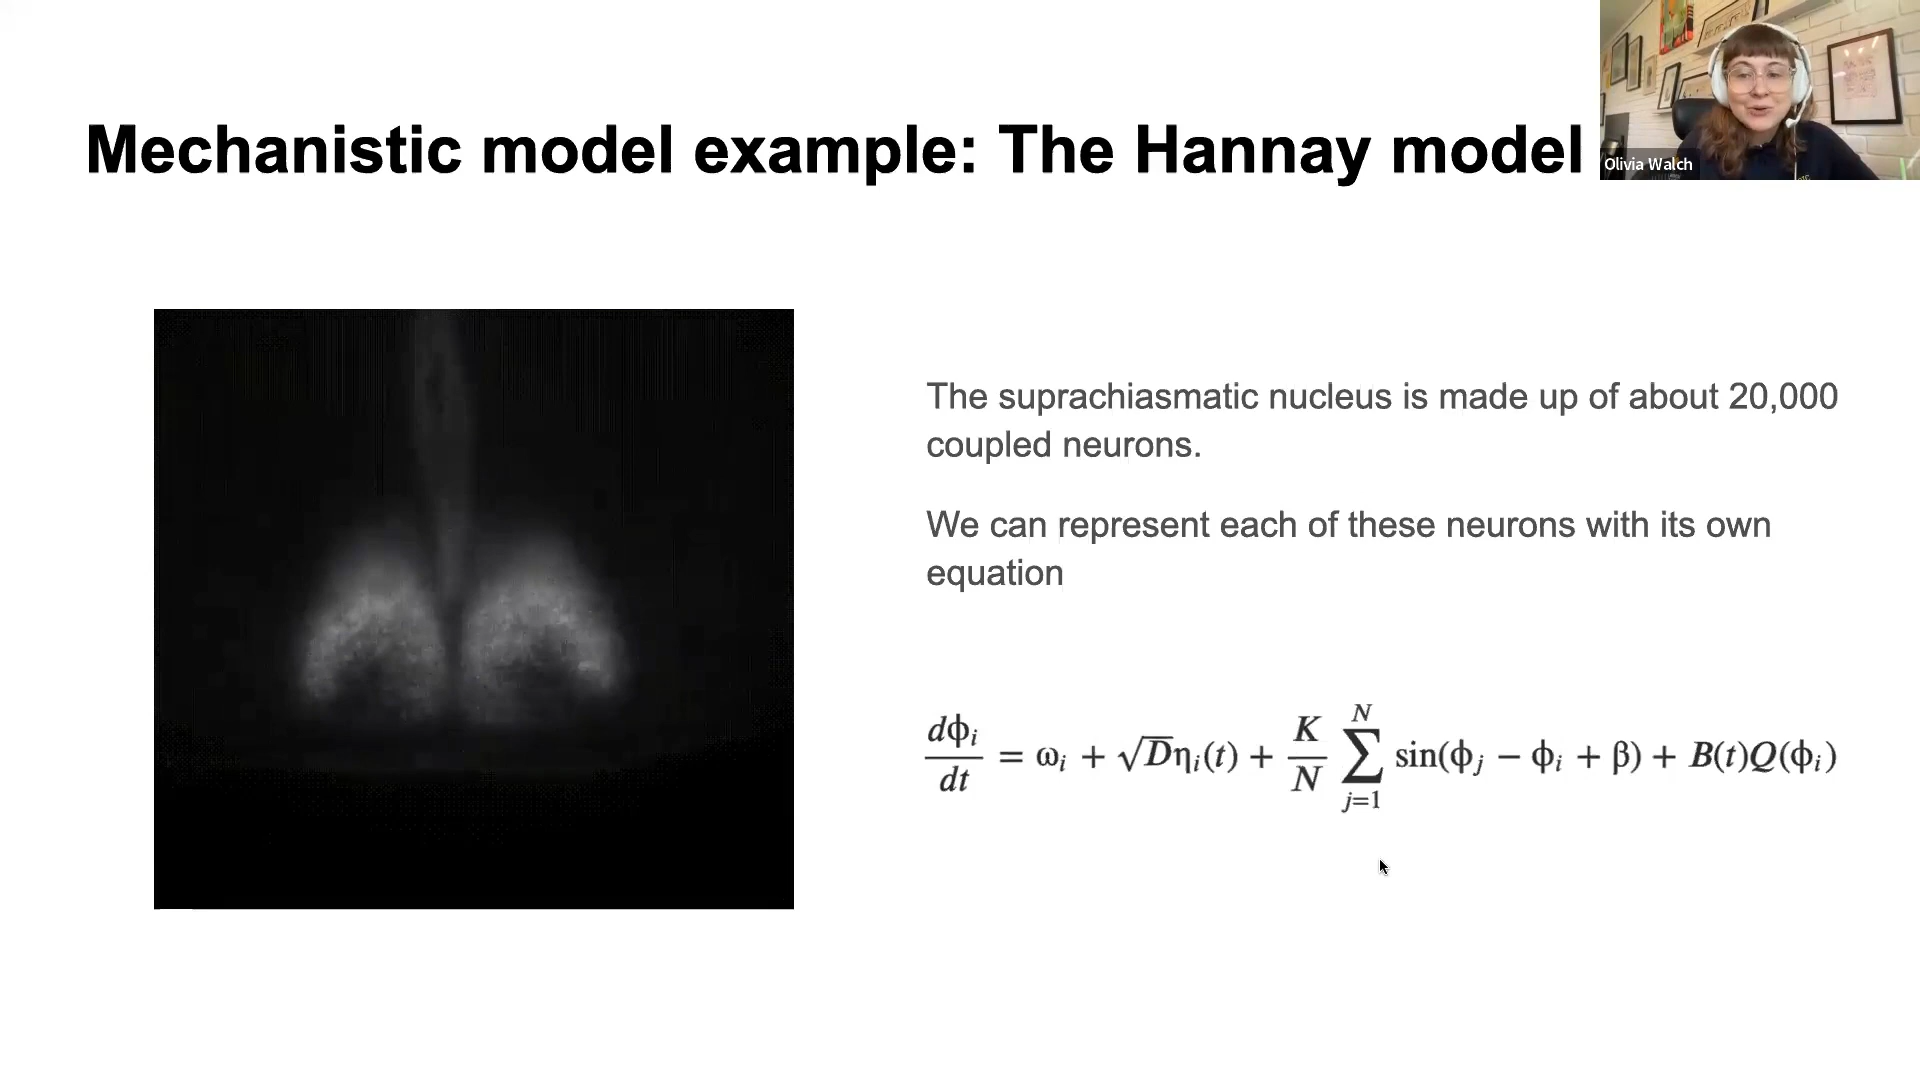 Mechanistic model example: The Hannay model
Olivia Walch
The suprachiasmatic nucleus is made up of about 20,000
coupled neurons.
We can represent each of these neurons with its own
equation
dϕᵢ/dt = ωᵢ + √Dηᵢ(t) + K/N ∑_{j=1}^{N} sin(ϕⱼ − ϕᵢ + β) + B(t)Q(ϕᵢ)